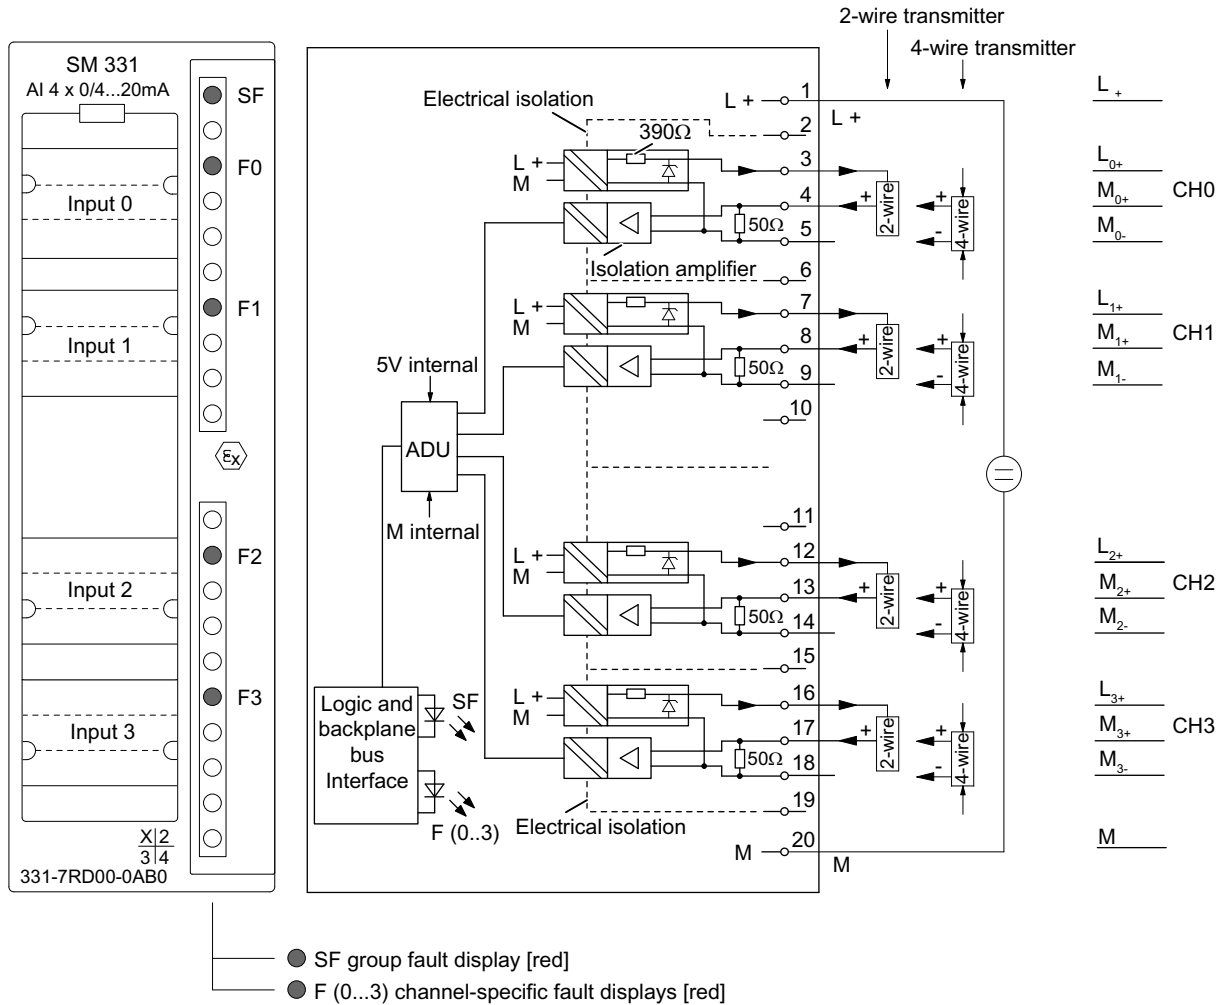 2-wire transmitter
4-wire transmitter
SM 331
AI 4 x 0/4...20mA
SF
F0
Input 0
F1
Input 1
εx
F2
Input 2
F3
Input 3
X 2
3 4
331-7RD00-0AB0
Electrical isolation
L + 1
L +
2
390Ω
L +
M
3
4
50Ω
5
+
2-wire
+
-
4-wire
Isolation amplifier
6
L +
M
7
8
50Ω
9
+
2-wire
+
-
4-wire
10
5V internal
ADU
M internal
11
L +
M
12
13
50Ω
14
+
2-wire
+
-
4-wire
15
L +
M
16
17
50Ω
18
+
2-wire
+
-
4-wire
19
Logic and
backplane
bus
Interface
SF
F (0..3)
Electrical isolation
M 20
M
L +
L0+
M0+ CH0
M0-
L1+
M1+ CH1
M1-
L2+
M2+ CH2
M2-
L3+
M3+ CH3
M3-
M
SF group fault display [red]
F (0...3) channel-specific fault displays [red]